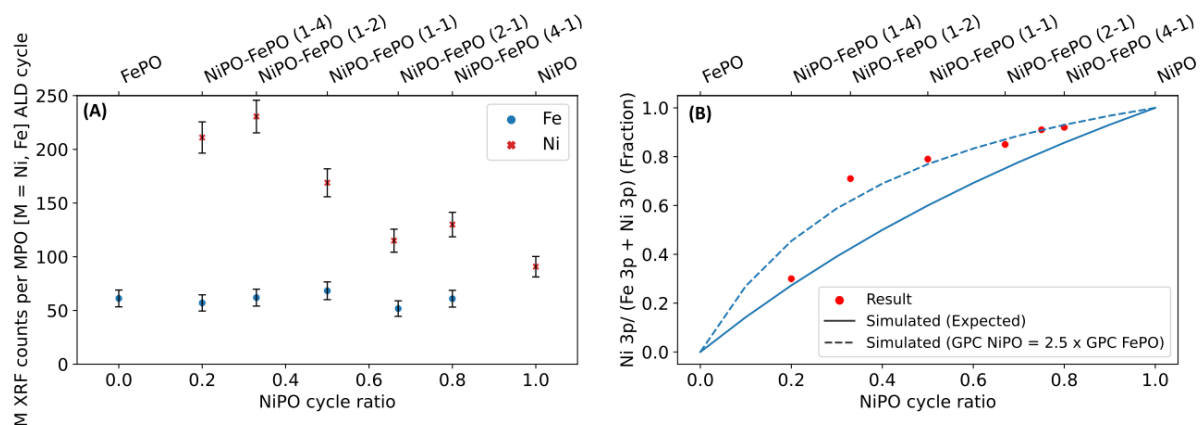 FePO
NiPO-FePO (1-4)
NiPO-FePO (1-2)
NiPO-FePO (1-1)
NiPO-FePO (2-1)
NiPO-FePO (4-1)
NiPO
(A)
Fe
Ni
M XRF counts per MPO [M = Ni, Fe] ALD cycle
250
200
150
100
50
0
0.0 0.2 0.4 0.6 0.8 1.0
NiPO cycle ratio
FePO
NiPO-FePO (1-4)
NiPO-FePO (1-2)
NiPO-FePO (1-1)
NiPO-FePO (2-1)
NiPO-FePO (4-1)
NiPO
(B)
Ni 3p/ (Fe 3p + Ni 3p) (Fraction)
1.0
0.8
0.6
0.4
0.2
0.0
Result
Simulated (Expected)
Simulated (GPC NiPO = 2.5 x GPC FePO)
0.0 0.2 0.4 0.6 0.8 1.0
NiPO cycle ratio